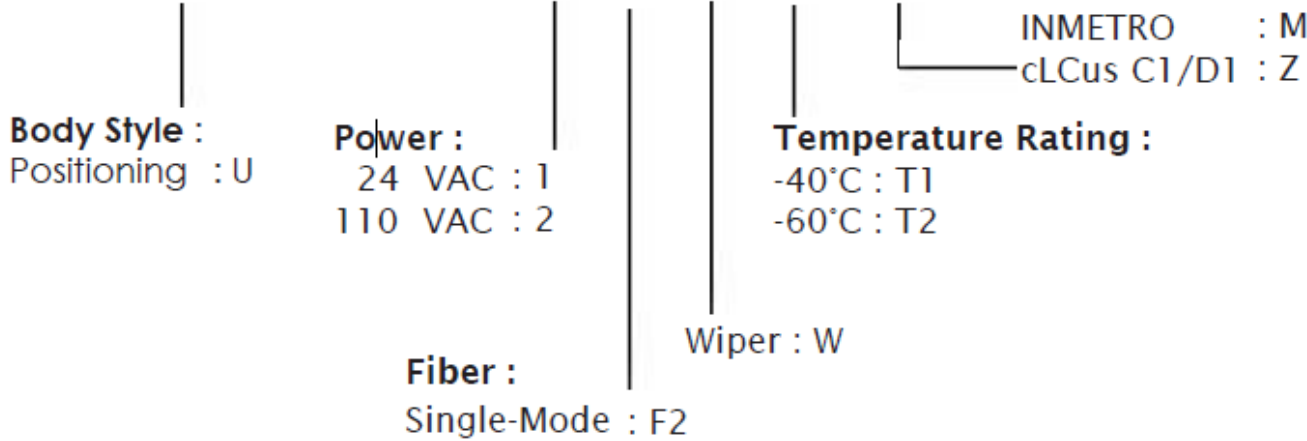 INMETRO : M
cLCus C1/D1 : Z
Body Style :
Positioning : U
Power :
24 VAC : 1
110 VAC : 2
Temperature Rating :
-40°C : T1
-60°C : T2
Wiper : W
Fiber :
Single-Mode : F2